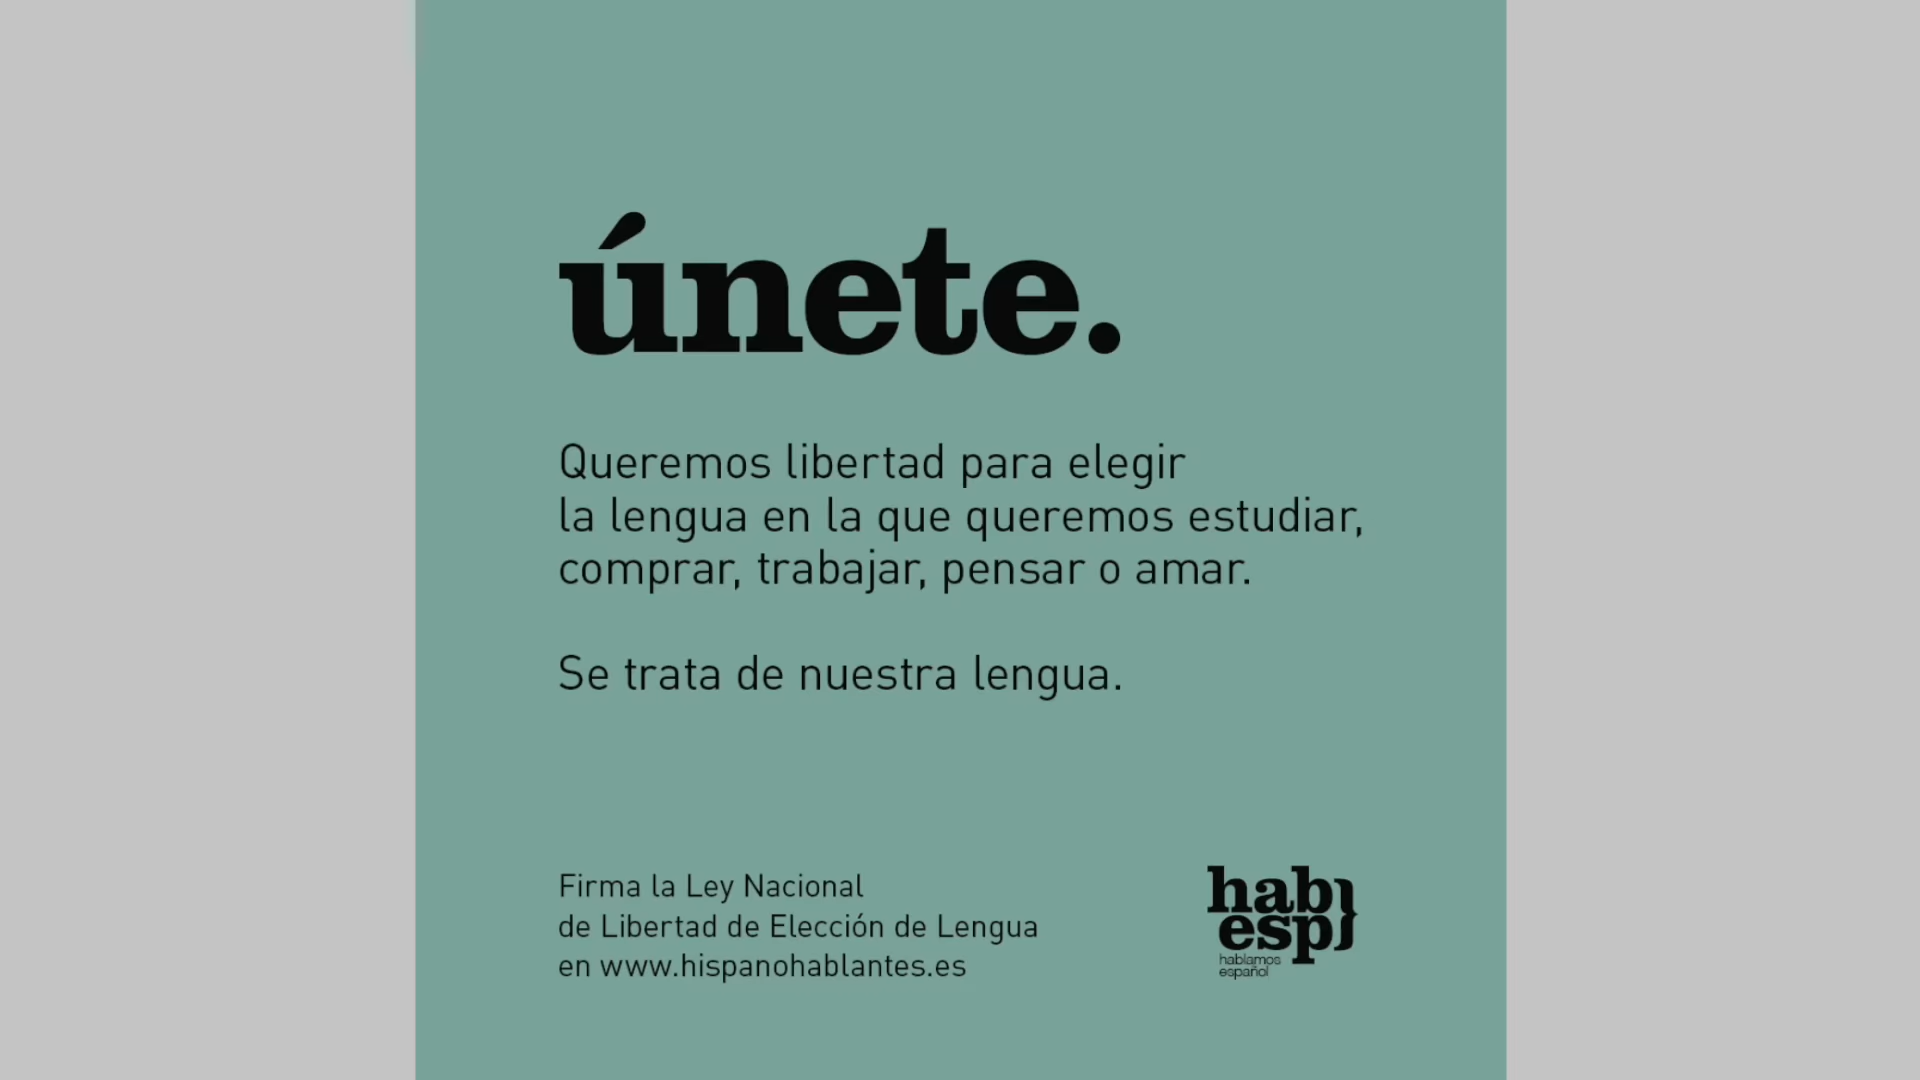 únete.
Queremos libertad para elegir
la lengua en la que queremos estudiar,
comprar, trabajar, pensar o amar.
Se trata de nuestra lengua.
Firma la Ley Nacional
de Libertad de Elección de Lengua
en www.hispanohablantes.es
hab
esp
hablamos
español